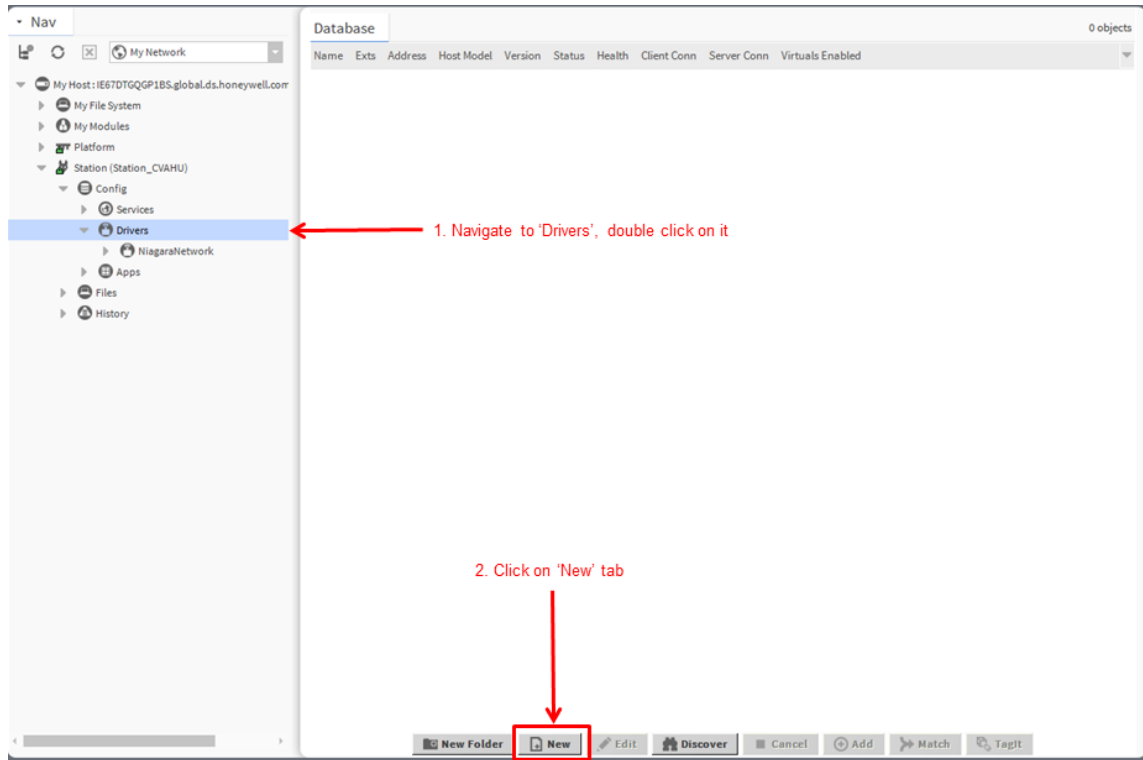 Nav
My Network
My Host : IE67DTGQGP1BS.global.ds.honeywell.com
My File System
My Modules
Platform
Station (Station_CVAHU)
Config
Services
Drivers
NiagaraNetwork
Apps
Files
History
Database
0 objects
Name Exts Address Host Model Version Status Health Client Conn Server Conn Virtuals Enabled
1. Navigate to ‘Drivers’, double click on it
2. Click on ‘New’ tab
New Folder New Edit Discover Cancel Add Match TagIt